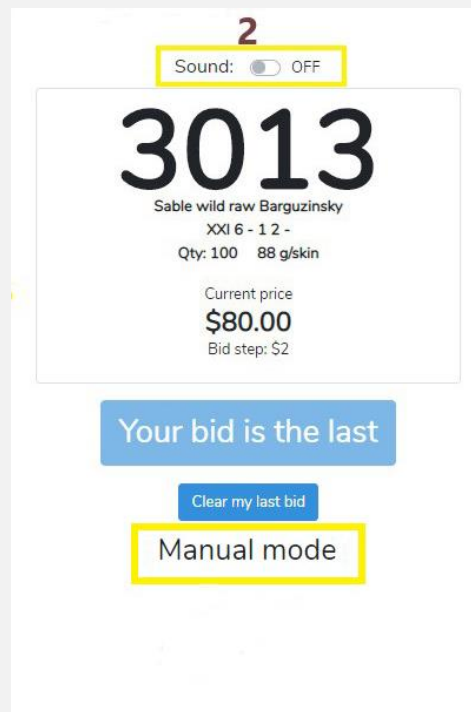 2
Sound: OFF
3013
Sable wild raw Barguzinsky
XXl 6 - 1 2 -
Qty: 100 88 g/skin
Current price
$80.00
Bid step: $2
Your bid is the last
Clear my last bid
Manual mode